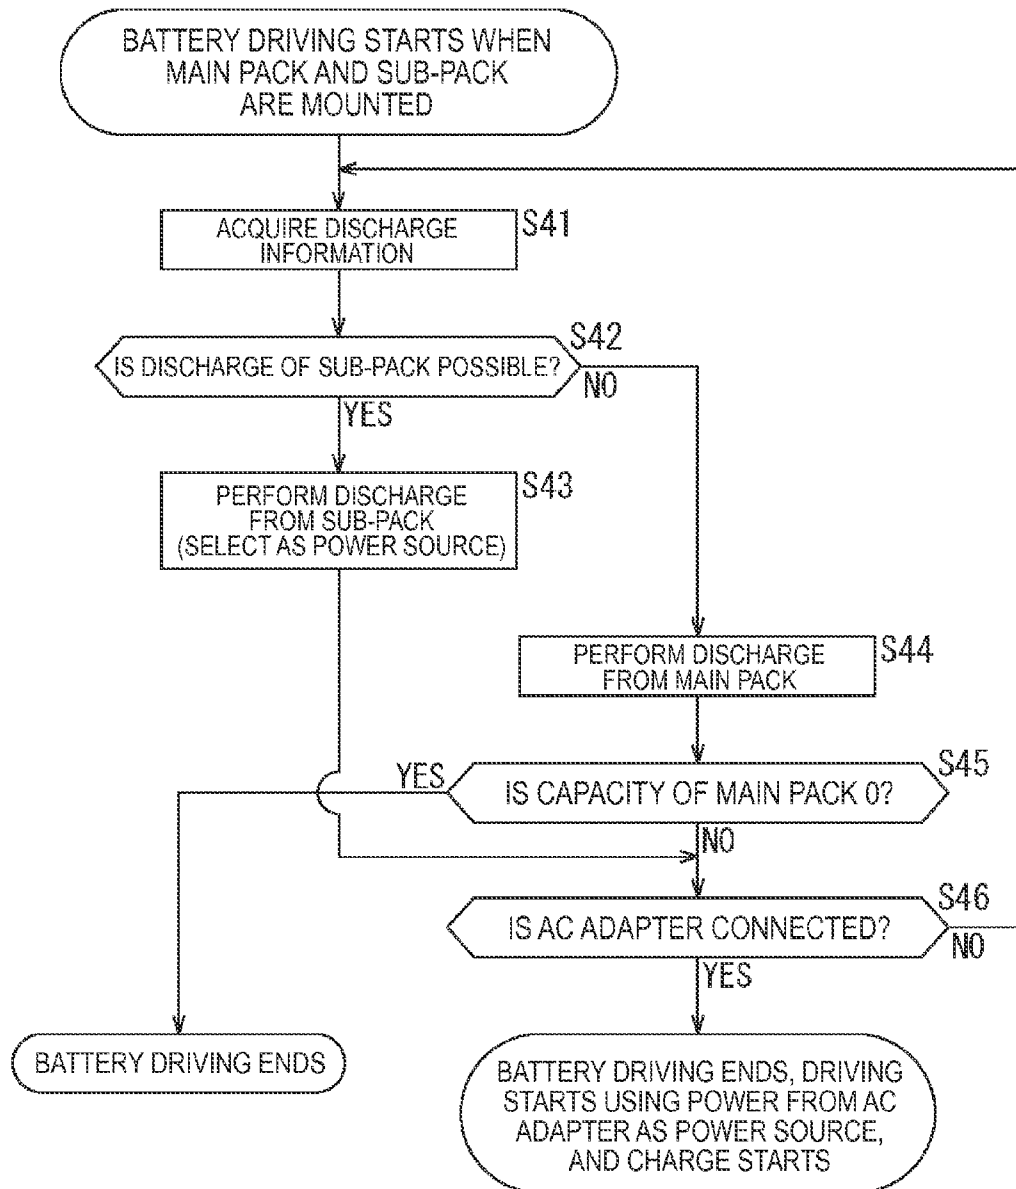 BATTERY DRIVING STARTS WHEN
MAIN PACK AND SUB-PACK
ARE MOUNTED
ACQUIRE DISCHARGE
INFORMATION
S41
IS DISCHARGE OF SUB-PACK POSSIBLE?
S42
NO
YES
PERFORM DISCHARGE
FROM SUB-PACK
(SELECT AS POWER SOURCE)
S43
PERFORM DISCHARGE
FROM MAIN PACK
S44
IS CAPACITY OF MAIN PACK 0?
S45
YES
NO
IS AC ADAPTER CONNECTED?
S46
NO
YES
BATTERY DRIVING ENDS
BATTERY DRIVING ENDS, DRIVING
STARTS USING POWER FROM AC
ADAPTER AS POWER SOURCE,
AND CHARGE STARTS